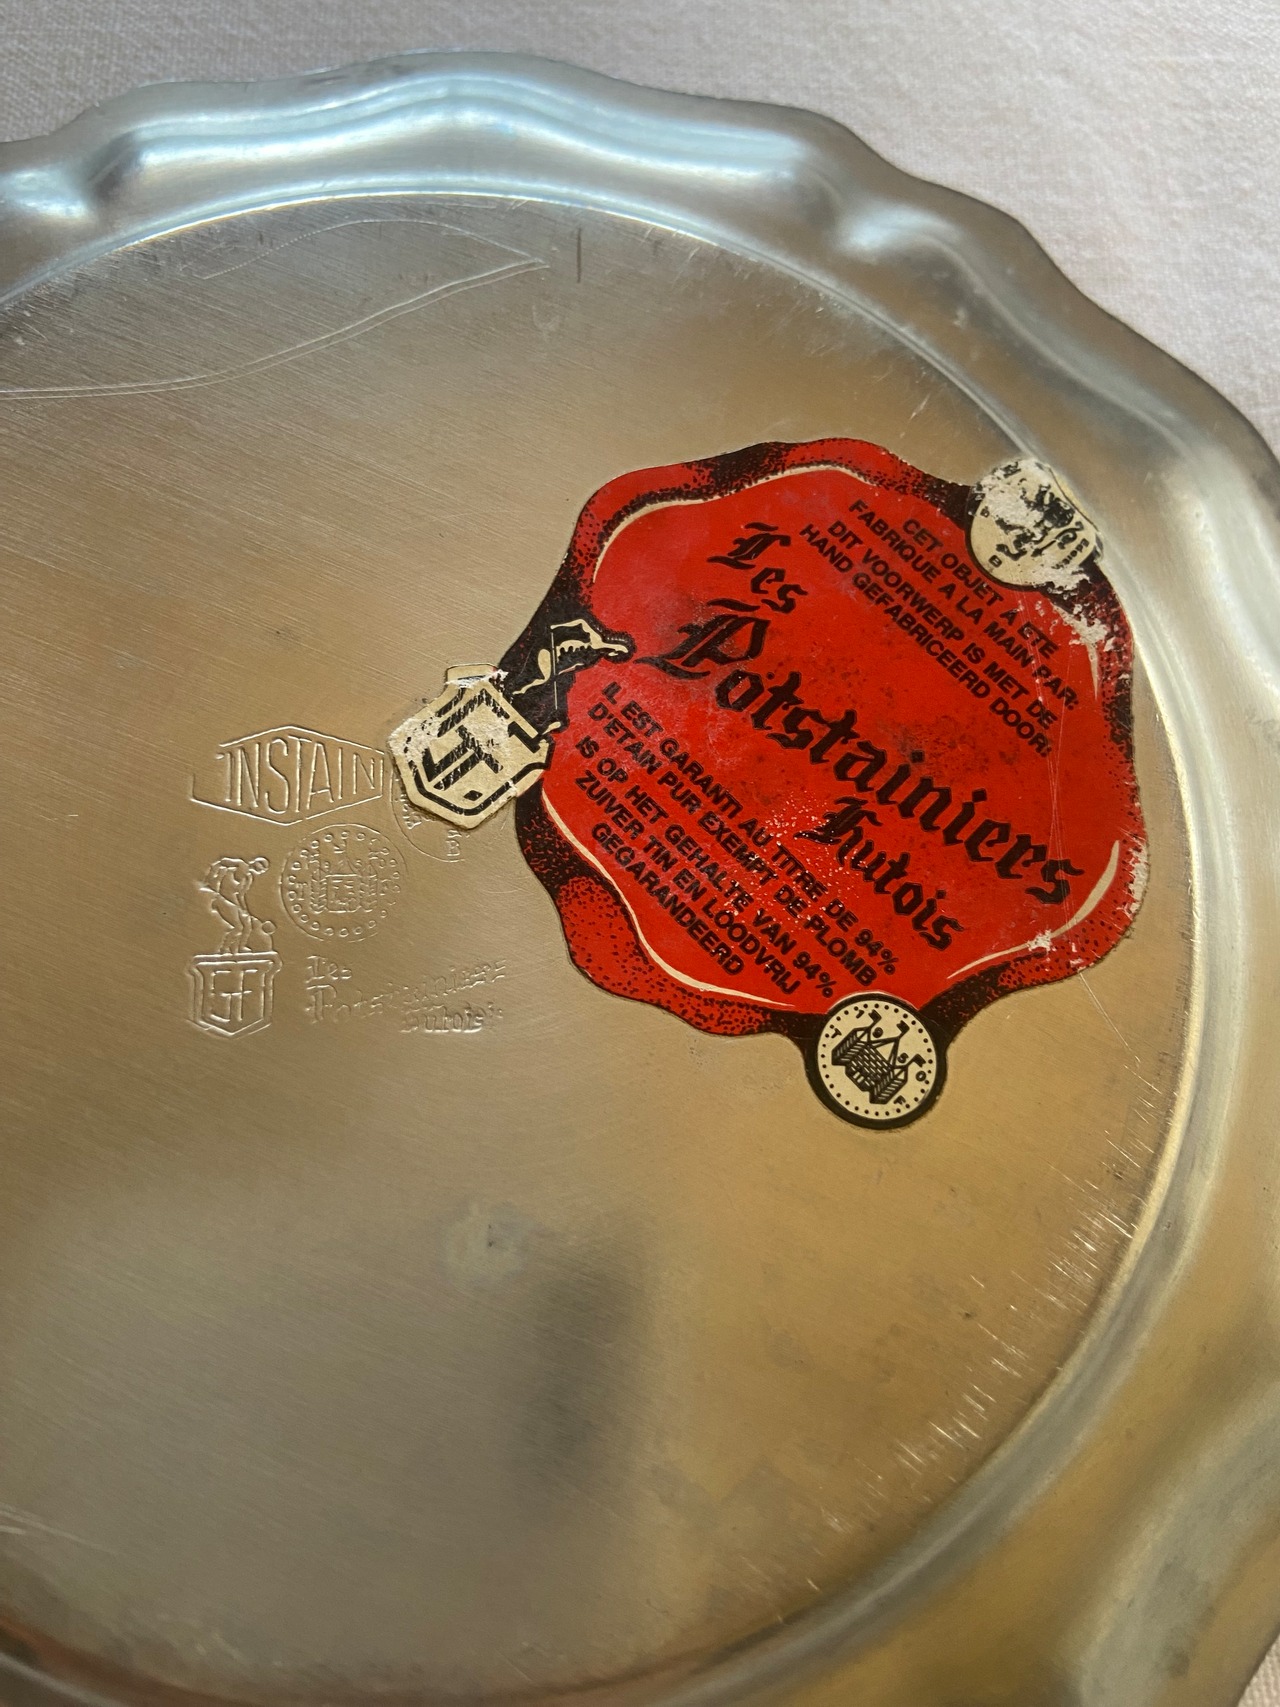 CET OBJET A ETE
FABRIQUE A LA MAIN PAR:
DIT VOORWERP IS MET DE
HAND GEFABRICEERD DOOR:
Les
Potstainiers
hutois
IL EST GARANTI AU TITRE DE 94%
D'ETAIN PUR EXEMPT DE PLOMB
IS OP HET GEHALTE VAN 94%
ZUIVER TIN EN LOODVRIJ
GEGARANDEERD
INSTAIN
Les
Potstainiers
Hutois